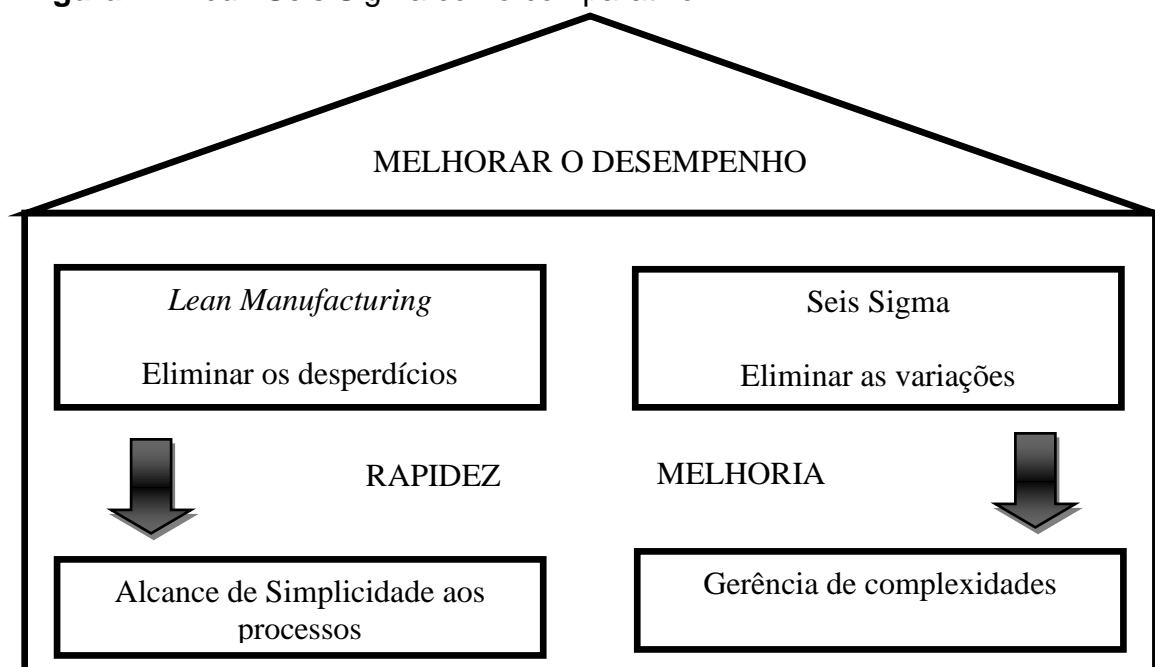 MELHORAR O DESEMPENHO
Lean Manufacturing
Eliminar os desperdícios
Seis Sigma
Eliminar as variações
RAPIDEZ
MELHORIA
Alcance de Simplicidade aos
processos
Gerência de complexidades